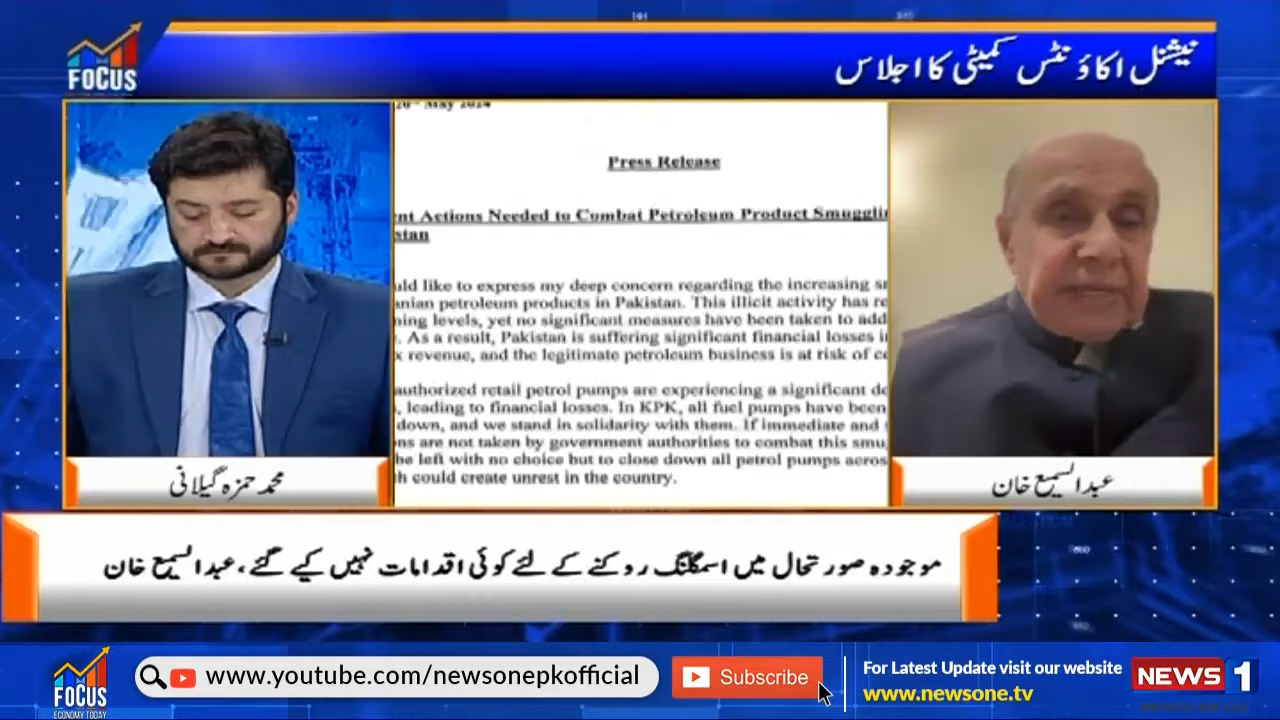 نیشنل اکاؤنٹس کمیٹی کا اجلاس
FOCUS
20th May 2024
Press Release
nt Actions Needed to Combat Petroleum Product Smuggli
stan
uld like to express my deep concern regarding the increasing s
nian petroleum products in Pakistan. This illicit activity has re
ning levels, yet no significant measures have been taken to add
. As a result, Pakistan is suffering significant financial losses i
x revenue, and the legitimate petroleum business is at risk of c
authorized retail petrol pumps are experiencing a significant de
, leading to financial losses. In KPK, all fuel pumps have been
down, and we stand in solidarity with them. If immediate and
ns are not taken by government authorities to combat this smu
be left with no choice but to close down all petrol pumps acros
h could create unrest in the country.
محمد حمزہ گیلانی
عبدالسمیع خان
موجودہ صورتحال میں اسمگلنگ روکنے کے لئے کوئی اقدامات نہیں کیے گئے، عبدالسمیع خان
FOCUS
ECONOMY TODAY
www.youtube.com/newsonepkofficial
Subscribe
For Latest Update visit our website
www.newsone.tv
NEWS 1